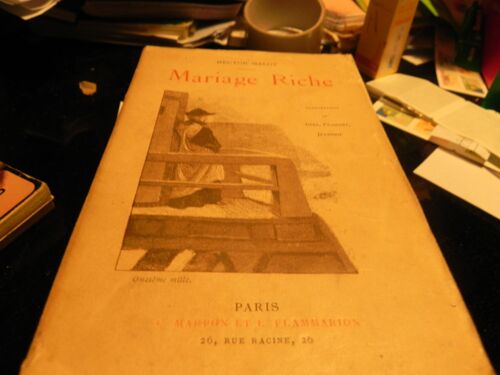 HECTOR MALOT
Mariage Riche
Onzième mille.
PARIS
C. MARPON ET E. FLAMMARION
26, RUE RACINE, 26